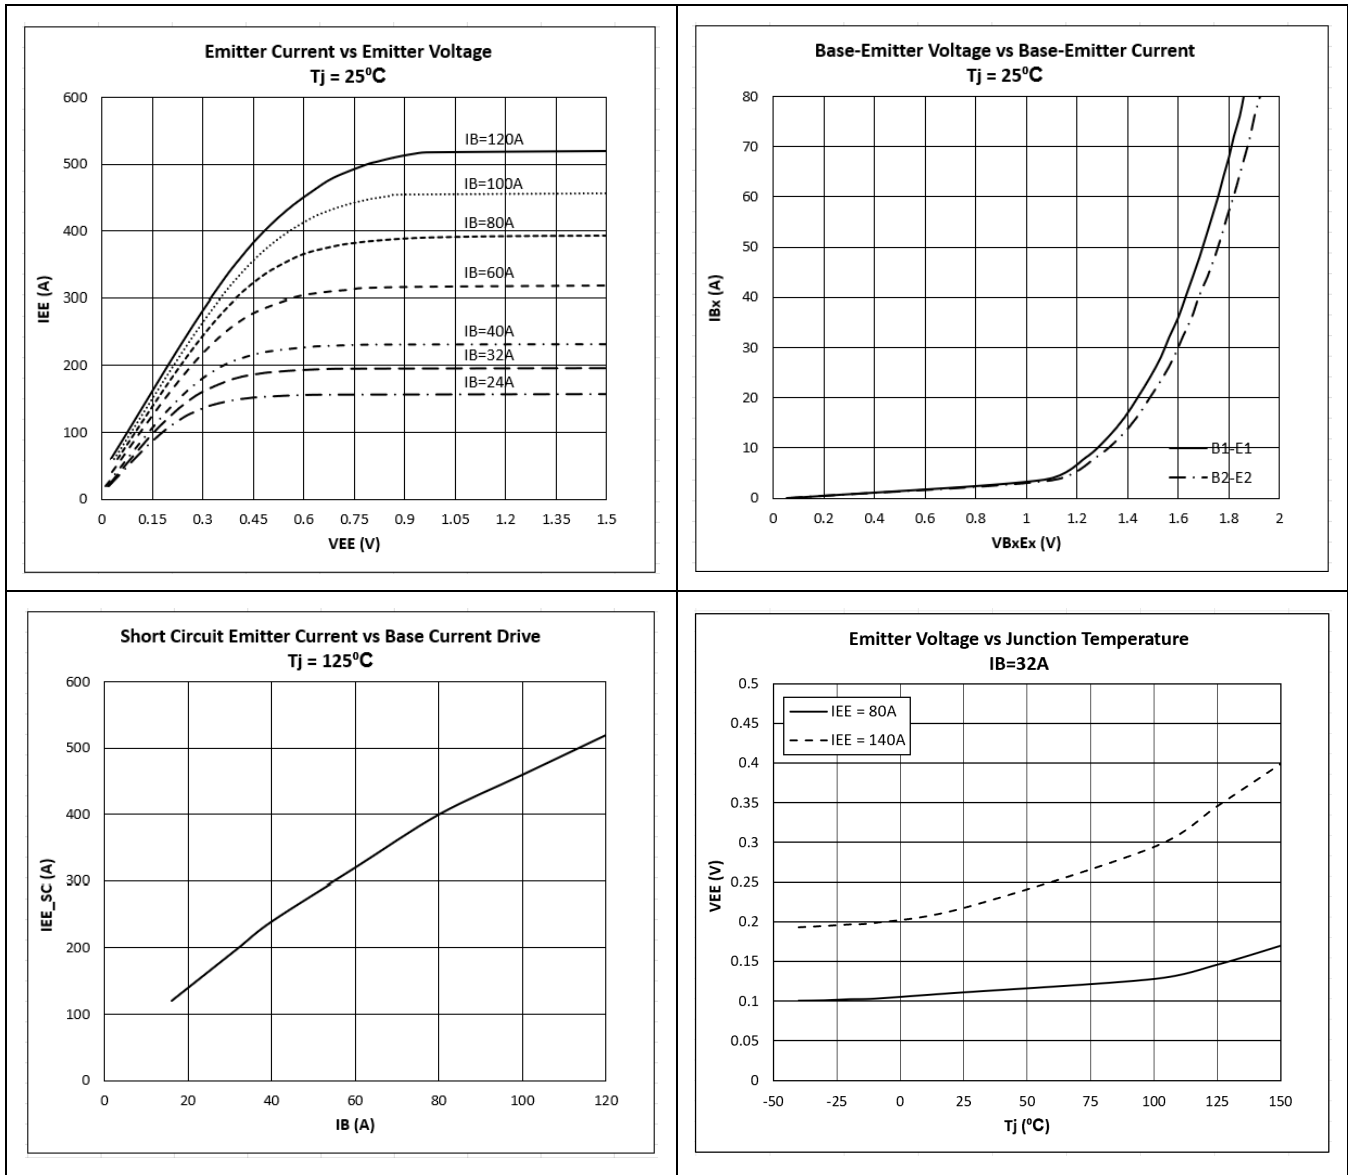 Emitter Current vs Emitter Voltage
Tj = 25⁰C
600
500
400
300
200
100
0
IEE (A)
IB=120A
IB=100A
IB=80A
IB=60A
IB=40A
IB=32A
IB=24A
0 0.15 0.3 0.45 0.6 0.75 0.9 1.05 1.2 1.35 1.5
VEE (V)
Base-Emitter Voltage vs Base-Emitter Current
Tj = 25⁰C
80
70
60
50
40
30
20
10
0
IBx (A)
B1-E1
B2-E2
0 0.2 0.4 0.6 0.8 1 1.2 1.4 1.6 1.8 2
VBxEx (V)
Short Circuit Emitter Current vs Base Current Drive
Tj = 125⁰C
600
500
400
300
200
100
0
IEE_SC (A)
0 20 40 60 80 100 120
IB (A)
Emitter Voltage vs Junction Temperature
IB=32A
0.5
0.45
0.4
0.35
0.3
0.25
0.2
0.15
0.1
0.05
0
VEE (V)
IEE = 80A
IEE = 140A
-50 -25 0 25 50 75 100 125 150
Tj (⁰C)